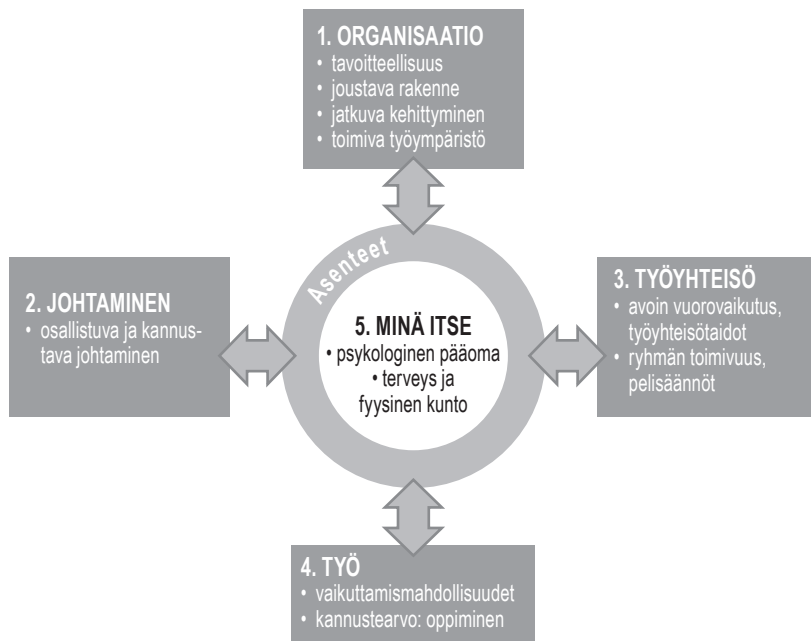 1. ORGANISAATIO
• tavoitteellisuus
• joustava rakenne
• jatkuva kehittyminen
• toimiva työympäristö
Asenteet
2. JOHTAMINEN
• osallistuva ja kannus-
tava johtaminen
5. MINÄ ITSE
• psykologinen pääoma
• terveys ja
fyysinen kunto
3. TYÖYHTEISÖ
• avoin vuorovaikutus,
työyhteisötaidot
• ryhmän toimivuus,
pelisäännöt
4. TYÖ
• vaikuttamismahdollisuudet
• kannustearvo: oppiminen